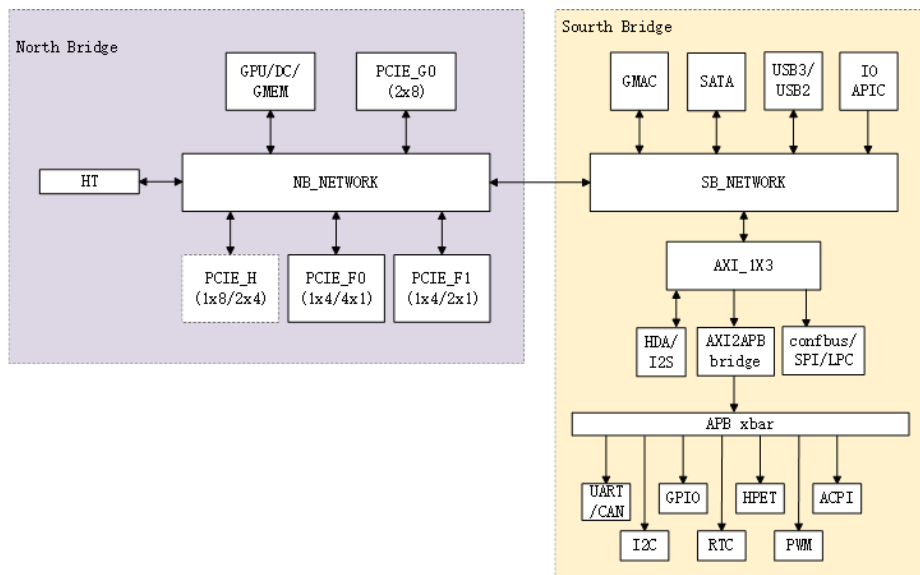 North Bridge
GPU/DC/
GMEM
PCIE_G0
(2x8)
HT
NB_NETWORK
PCIE_H
(1x8/2x4)
PCIE_F0
(1x4/4x1)
PCIE_F1
(1x4/2x1)
Sourth Bridge
GMAC
SATA
USB3/
USB2
IO
APIC
SB_NETWORK
AXI_1X3
HDA/
I2S
AXI2APB
bridge
confbus/
SPI/LPC
APB xbar
UART
/CAN
GPIO
HPET
ACPI
I2C
RTC
PWM